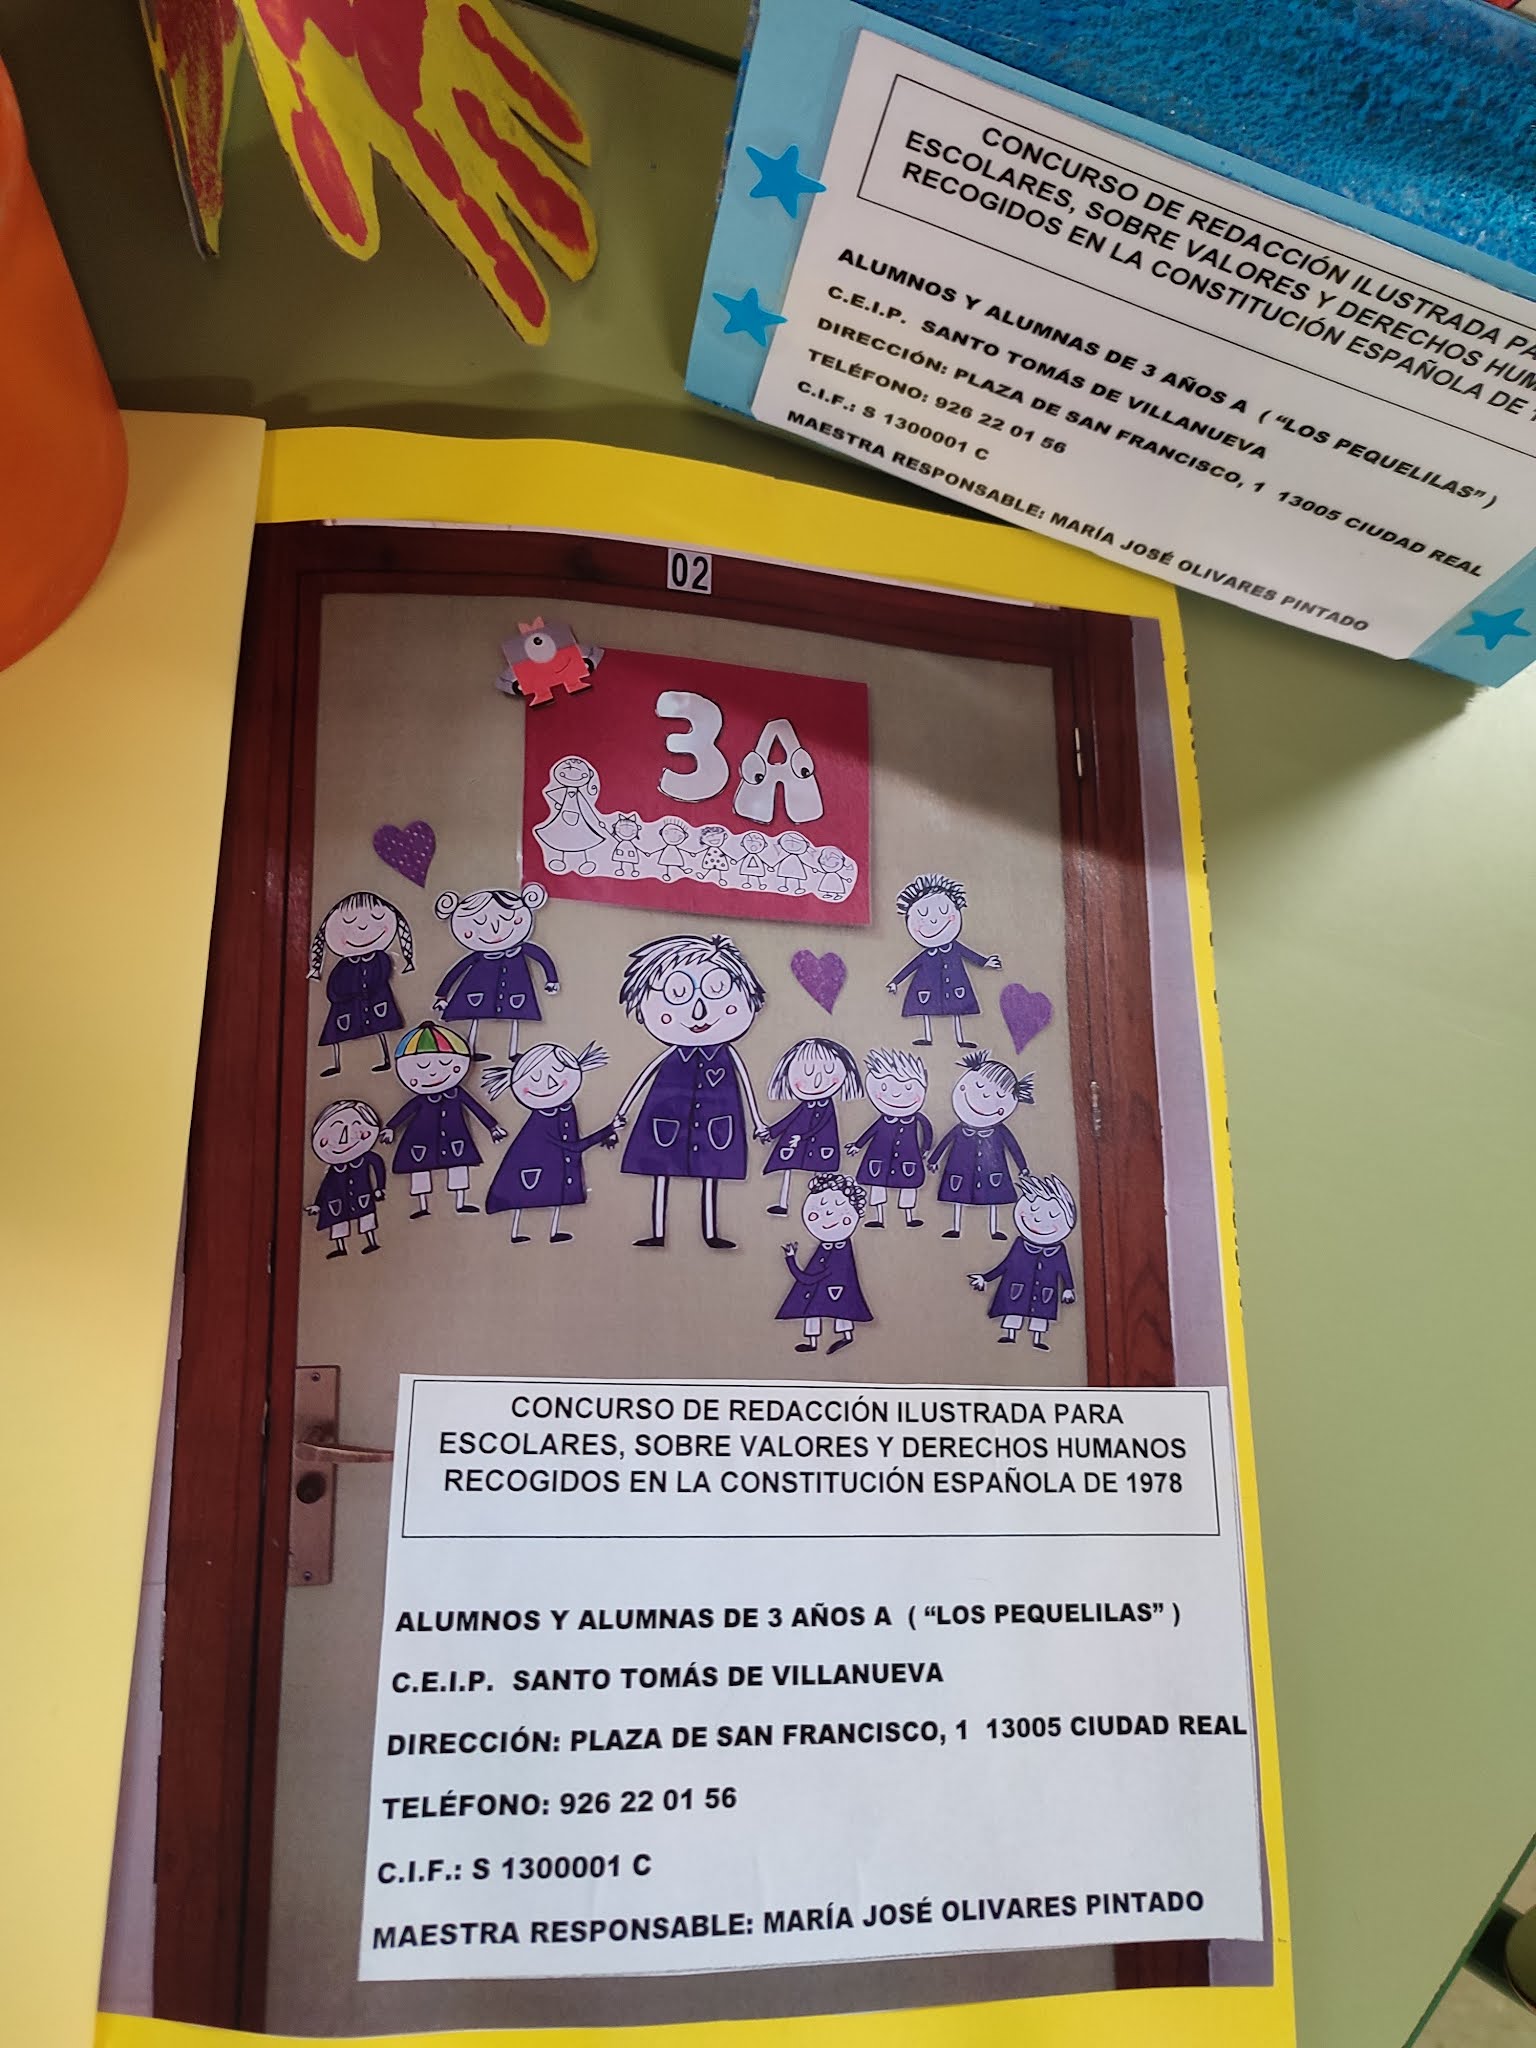 CONCURSO DE REDACCIÓN ILUSTRADA
ESCOLARES, SOBRE VALORES Y DERECHOS
RECOGIDOS EN LA CONSTITUCIÓN ESPAÑOLA DE
ALUMNOS Y ALUMNAS DE 3 AÑOS A ( “LOS PEQUELILAS” )
C.E.I.P. SANTO TOMÁS DE VILLANUEVA
DIRECCIÓN: PLAZA DE SAN FRANCISCO, 1 13005 CIUDAD REAL
TELÉFONO: 926 22 01 56
C.I.F.: S 1300001 C
MAESTRA RESPONSABLE: MARÍA JOSÉ OLIVARES PINTADO
02
3A
CONCURSO DE REDACCIÓN ILUSTRADA PARA
ESCOLARES, SOBRE VALORES Y DERECHOS HUMANOS
RECOGIDOS EN LA CONSTITUCIÓN ESPAÑOLA DE 1978
ALUMNOS Y ALUMNAS DE 3 AÑOS A ( “LOS PEQUELILAS” )
C.E.I.P. SANTO TOMÁS DE VILLANUEVA
DIRECCIÓN: PLAZA DE SAN FRANCISCO, 1 13005 CIUDAD REAL
TELÉFONO: 926 22 01 56
C.I.F.: S 1300001 C
MAESTRA RESPONSABLE: MARÍA JOSÉ OLIVARES PINTADO